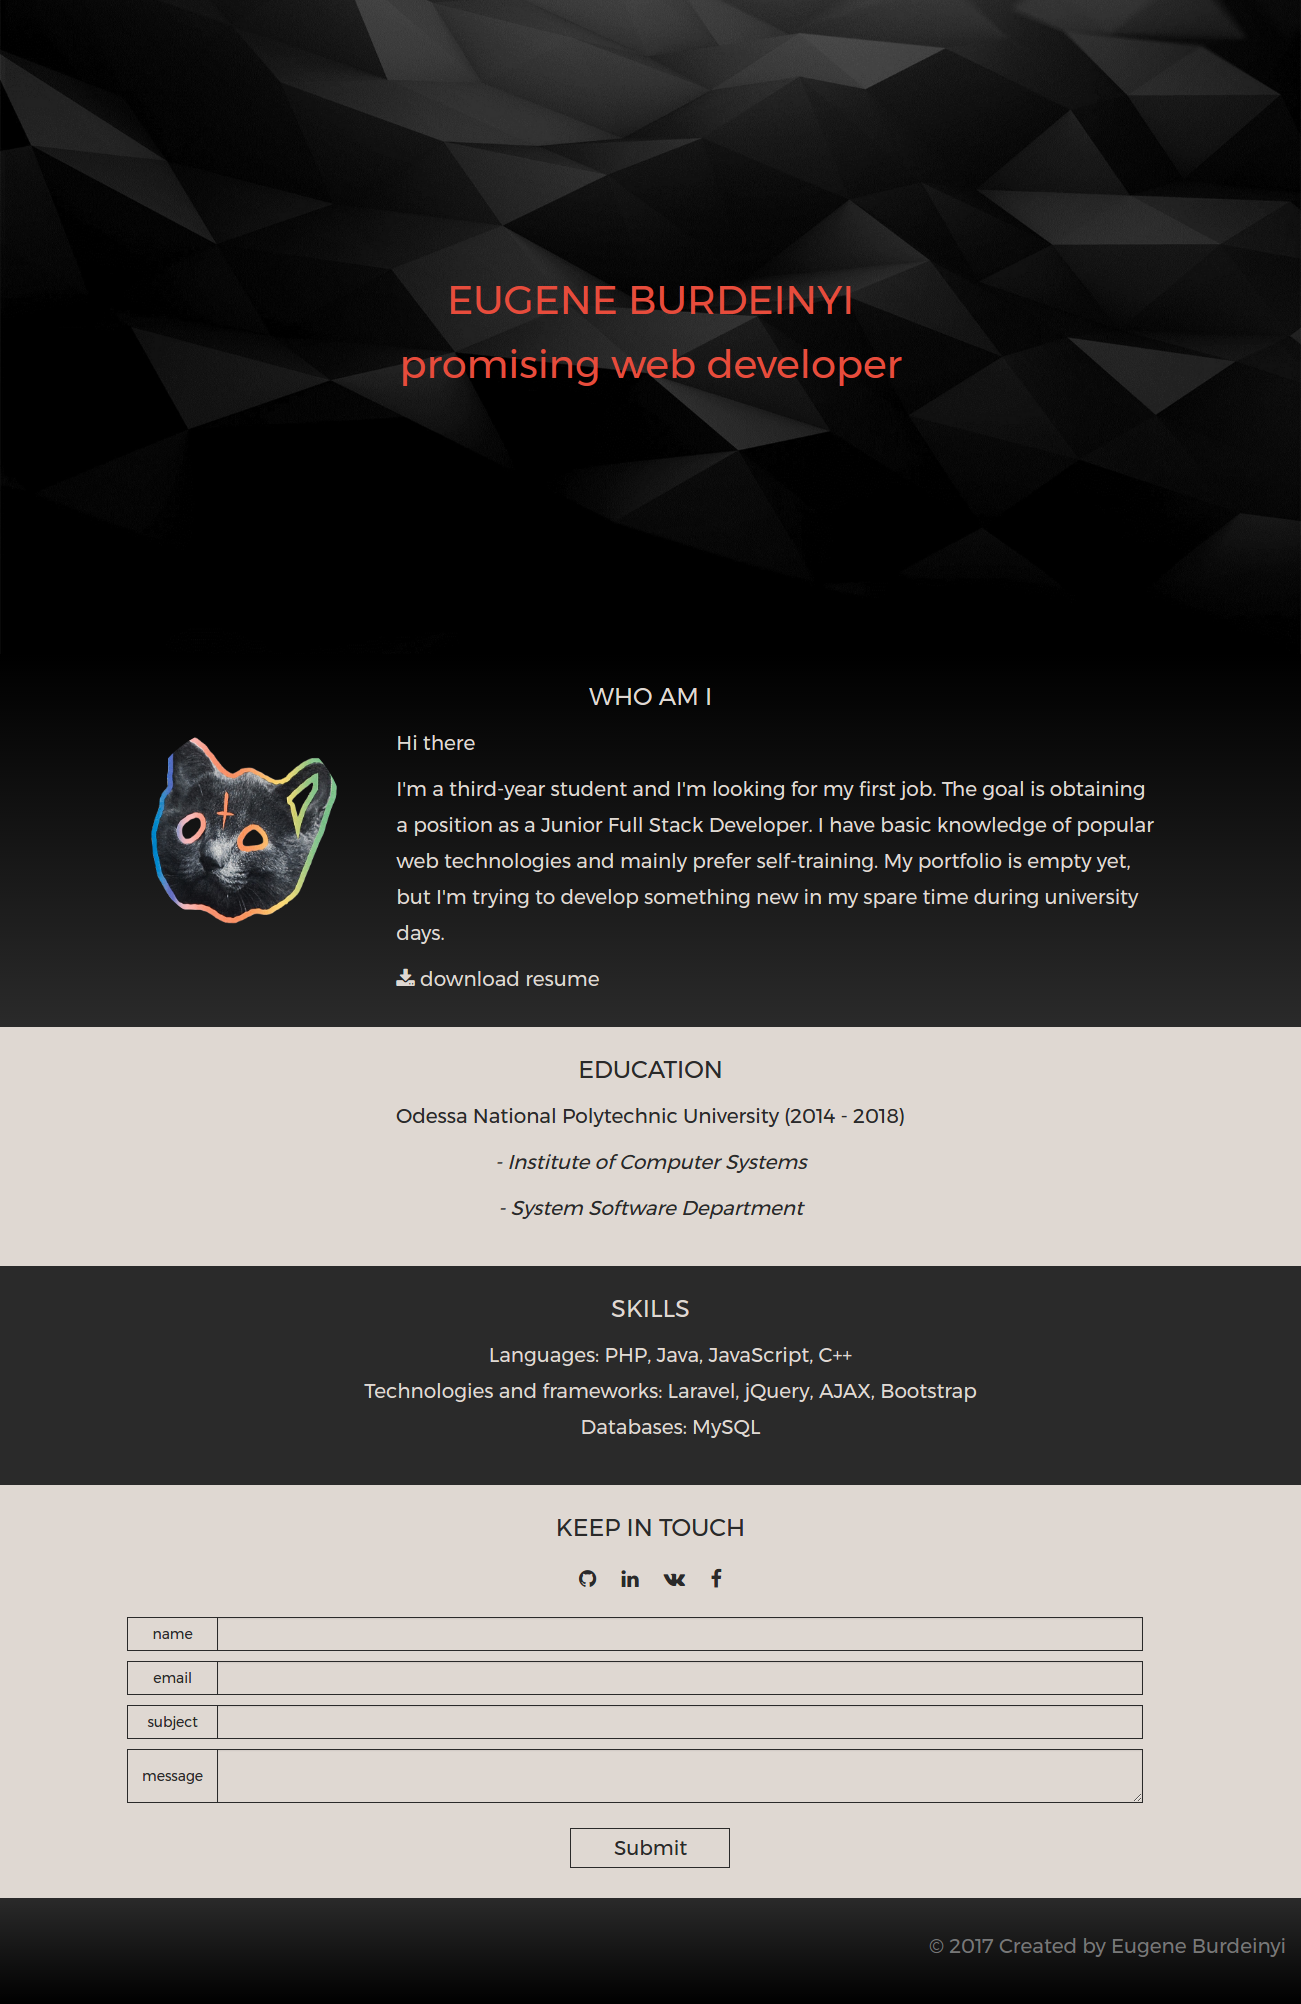 EUGENE BURDEINYI
promising web developer
WHO AM I
Hi there
I'm a third-year student and I'm looking for my first job. The goal is obtaining
a position as a Junior Full Stack Developer. I have basic knowledge of popular
web technologies and mainly prefer self-training. My portfolio is empty yet,
but I'm trying to develop something new in my spare time during university
days.
download resume
EDUCATION
Odessa National Polytechnic University (2014 - 2018)
- Institute of Computer Systems
- System Software Department
SKILLS
Languages: PHP, Java, JavaScript, C++
Technologies and frameworks: Laravel, jQuery, AJAX, Bootstrap
Databases: MySQL
KEEP IN TOUCH
name
email
subject
message
Submit
© 2017 Created by Eugene Burdeinyi